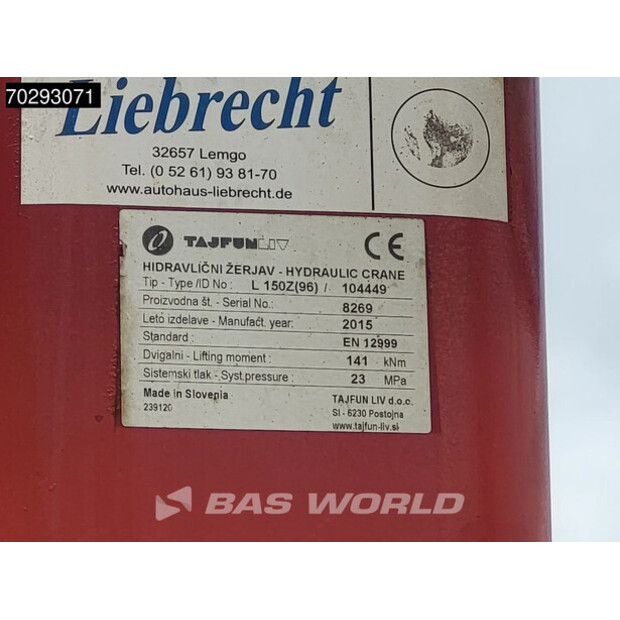 70293071
Liebrecht
32657 Lemgo
Tel. (0 52 61) 93 81-70
www.autohaus-liebrecht.de
TAJFUN LIV CE
HIDRAVLIČNI ŽERJAV - HYDRAULIC CRANE
Tip - Type /ID No : L 150Z(96) / 104449
Proizvodna št. - Serial No.: 8269
Leto izdelave - Manufact. year: 2015
Standard : EN 12999
Dvigalni - Lifting moment : 141 kNm
Sistemski tlak - Syst.pressure : 23 MPa
Made in Slovenia TAJFUN LIV d.o.o.
239120 SI - 6230 Postojna
www.tajfun-liv.si
BAS WORLD